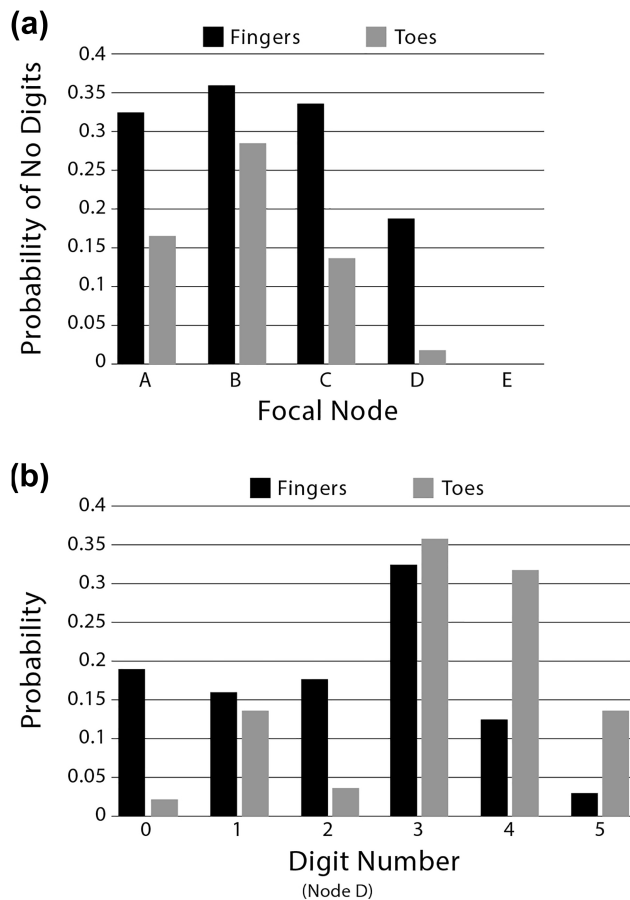 (a)
Fingers Toes
Probability of No Digits
0.4
0.35
0.3
0.25
0.2
0.15
0.1
0.05
0
A B C D E
Focal Node
(b)
Fingers Toes
Probability
0.4
0.35
0.3
0.25
0.2
0.15
0.1
0.05
0
0 1 2 3 4 5
Digit Number
(Node D)